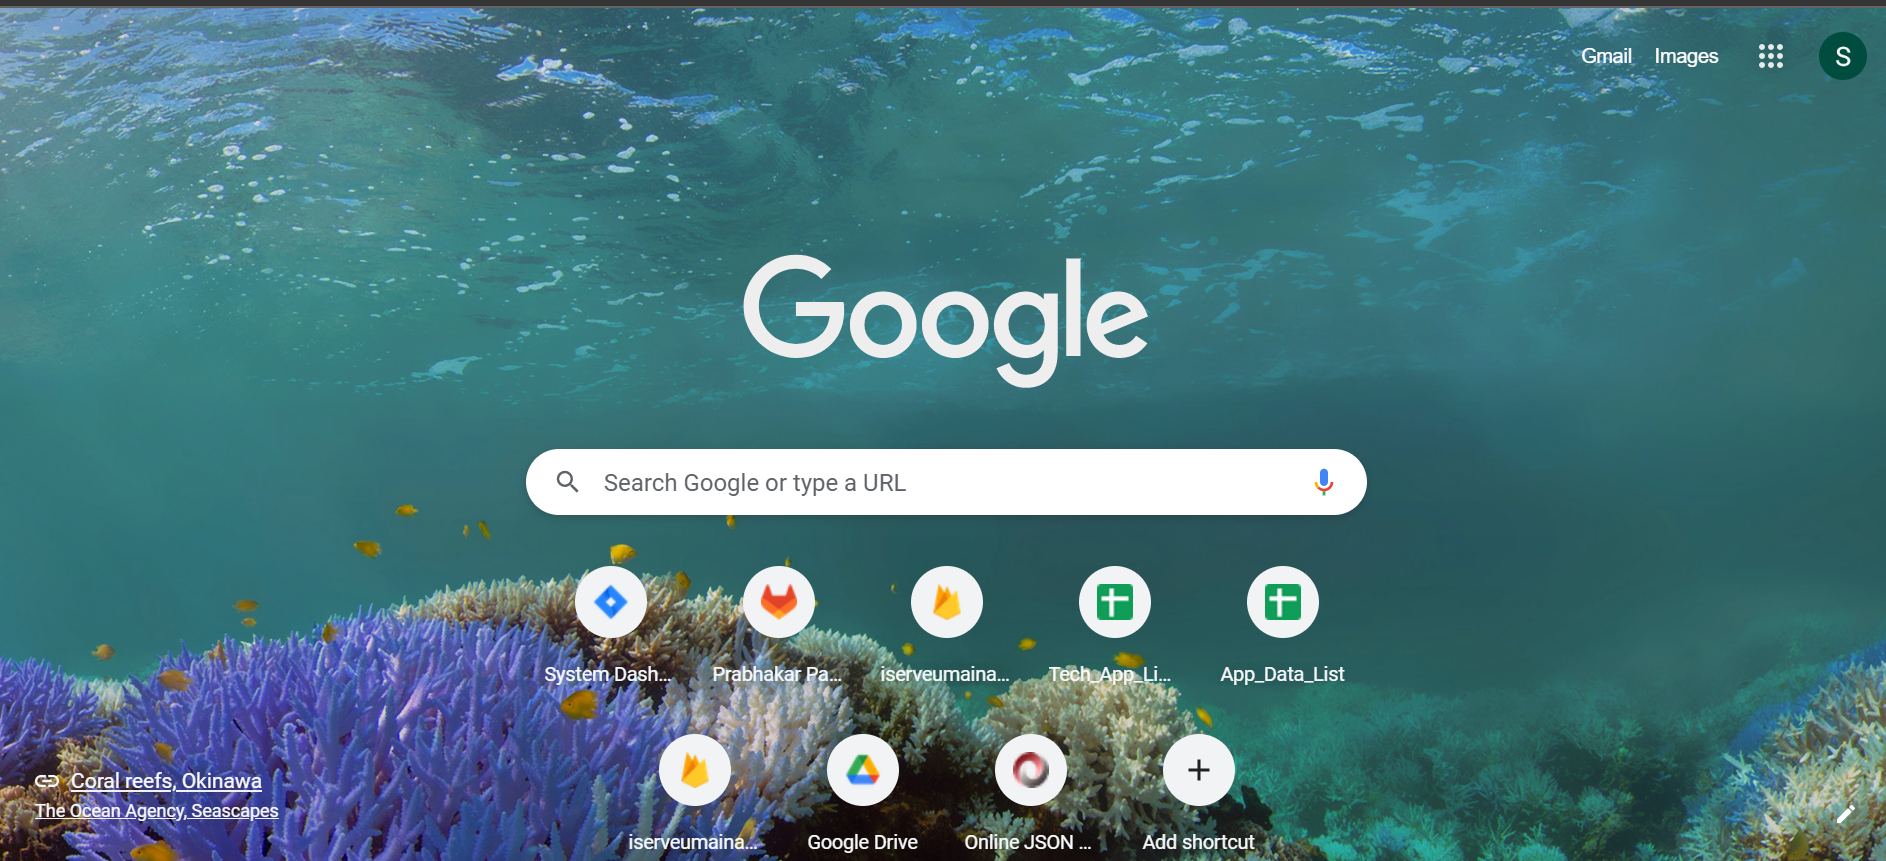 Gmail Images S
Google
Search Google or type a URL
System Dash...
Prabhakar Pa...
iserveumaina...
Tech_App_Li...
App_Data_List
iserveumaina...
Google Drive
Online JSON ...
Add shortcut
Coral reefs, Okinawa
The Ocean Agency, Seascapes